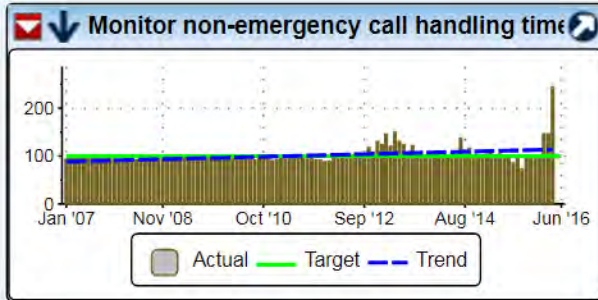 Monitor non-emergency call handling time
200
100
0
Jan '07 Nov '08 Oct '10 Sep '12 Aug '14 Jun '16
Actual Target Trend